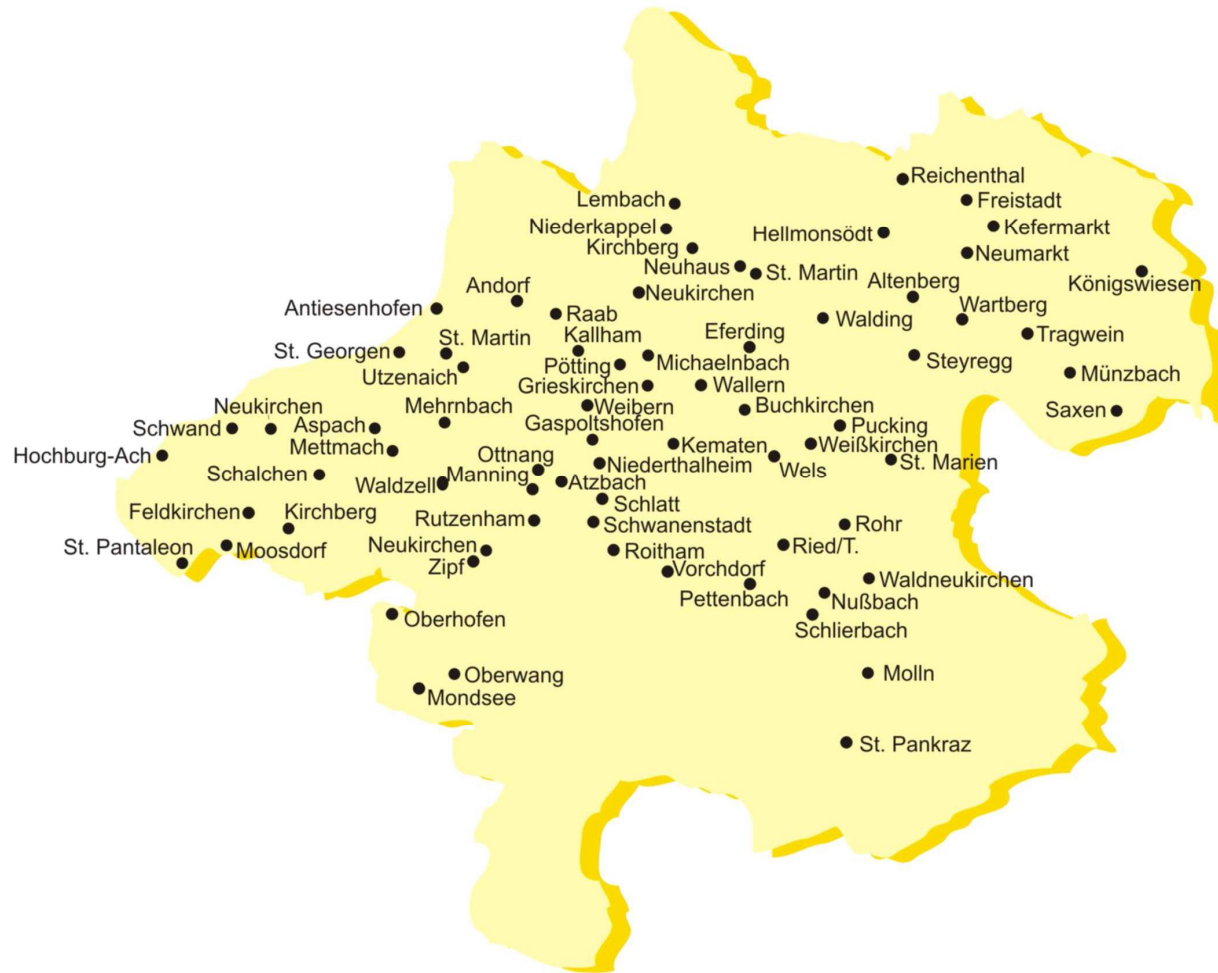 Reichenthal
Lembach
Freistadt
Niederkappel
Kefermarkt
Hellmonsödt
Kirchberg
Neumarkt
Neuhaus
St. Martin
Königswiesen
Altenberg
Andorf
Neukirchen
Antiesenhofen
Wartberg
Raab
Walding
Eferding
Tragwein
St. Martin
Kallham
St. Georgen
Michaelnbach
Steyregg
Pötting
Utzenaich
Münzbach
Grieskirchen
Wallern
Neukirchen
Mehrnbach
Weibern
Buchkirchen
Saxen
Gaspoltshofen
Schwand
Aspach
Pucking
Mettmach
Kematen
Weißkirchen
Hochburg-Ach
Ottnang
Niederthalheim
Wels
St. Marien
Schalchen
Manning
Waldzell
Atzbach
Schlatt
Feldkirchen
Kirchberg
Rutzenham
Schwanenstadt
Rohr
St. Pantaleon
Moosdorf
Neukirchen
Roitham
Ried/T.
Zipf
Vorchdorf
Waldneukirchen
Pettenbach
Nußbach
Oberhofen
Schlierbach
Oberwang
Molln
Mondsee
St. Pankraz